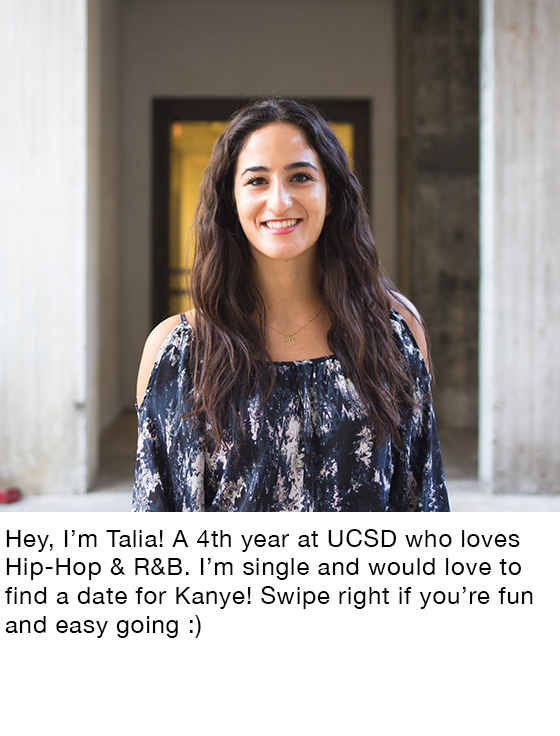 Hey, I’m Talia! A 4th year at UCSD who loves
Hip-Hop & R&B. I’m single and would love to
find a date for Kanye! Swipe right if you’re fun
and easy going :)